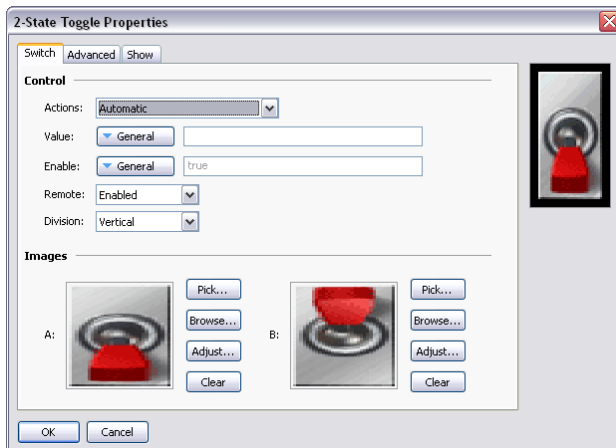 2-State Toggle Properties
Switch Advanced Show
Control
Actions: Automatic
Value: General
Enable: General true
Remote: Enabled
Division: Vertical
Images
A: Pick... B: Pick...
Browse... Browse...
Adjust... Adjust...
Clear Clear
OK Cancel